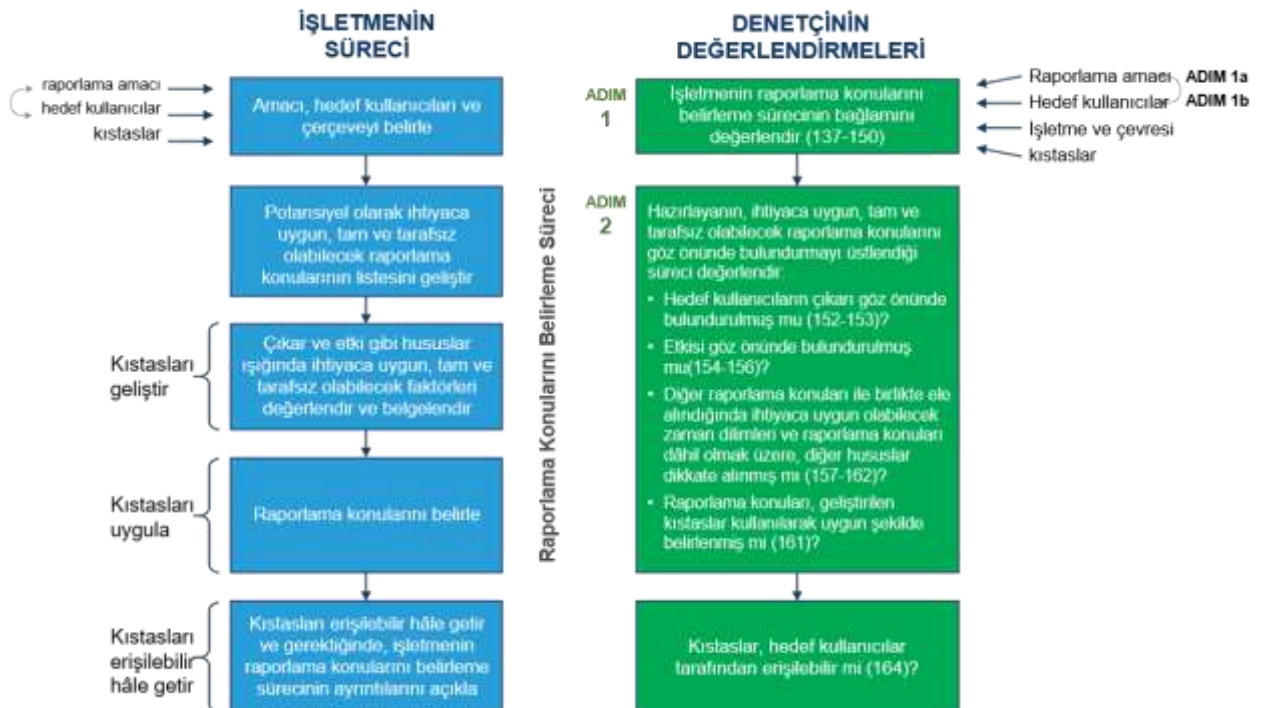 İŞLETMENİN
SÜRECİ
raporlama amacı
hedef kullanıcılar
kıstaslar
Amacı, hedef kullanıcıları ve
çerçeveyi belirle
Potansiyel olarak ihtiyaca
uygun, tam ve tarafsız
olabilecek raporlama
konularının listesini geliştir
Kıstasları
geliştir
Çıkar ve etki gibi hususlar
ışığında ihtiyaca uygun, tam ve
tarafsız olabilecek faktörleri
değerlendir ve belgelendir
Kıstasları
uygula
Raporlama konularını belirle
Kıstasları
erişilebilir
hâle getir
Kıstasları erişilebilir hâle getir
ve gerektiğinde, işletmenin
raporlama konularını belirleme
sürecinin ayrıntılarını açıkla
Raporlama Konularını Belirleme Süreci
DENETÇİNİN
DEĞERLENDİRMELERİ
ADIM
1
İşletmenin raporlama konularını
belirleme sürecinin bağlamını
değerlendir (137-150)
Raporlama amacı ADIM 1a
Hedef kullanıcılar ADIM 1b
İşletme ve çevresi
kıstaslar
ADIM
2
Hazırlayanın, ihtiyaca uygun, tam ve
tarafsız olabilecek raporlama konularını
göz önünde bulundurmayı üstlendiği
süreci değerlendir
• Hedef kullanıcıların çıkarı göz önünde
bulundurulmuş mu (152-153)?
• Etkisi göz önünde bulundurulmuş
mu(154-156)?
• Diğer raporlama konuları ile birlikte ele
alındığında ihtiyaca uygun olabilecek
zaman dilimleri ve raporlama konuları
dâhil olmak üzere, diğer hususlar
dikkate alınmış mı (157-162)?
• Raporlama konuları, geliştirilen
kıstaslar kullanılarak uygun şekilde
belirlenmiş mi (161)?
Kıstaslar, hedef kullanıcılar
tarafından erişilebilir mi (164)?